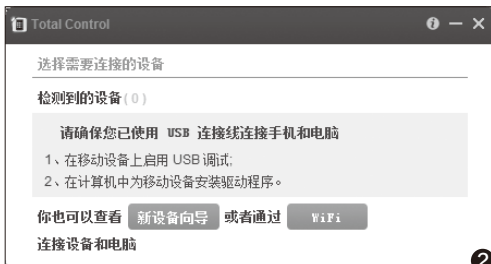 Total Control
选择需要连接的设备
检测到的设备(0)
请确保您已使用 USB 连接线连接手机和电脑
1、在移动设备上启用 USB 调试;
2、在计算机中为移动设备安装驱动程序。
你也可以查看 新设备向导 或者通过 WiFi
连接设备和电脑
❷